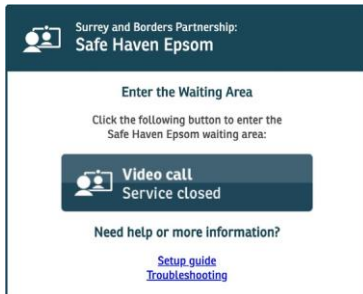 Surrey and Borders Partnership:
Safe Haven Epsom
Enter the Waiting Area
Click the following button to enter the
Safe Haven Epsom waiting area:
Video call
Service closed
Need help or more information?
Setup guide
Troubleshooting